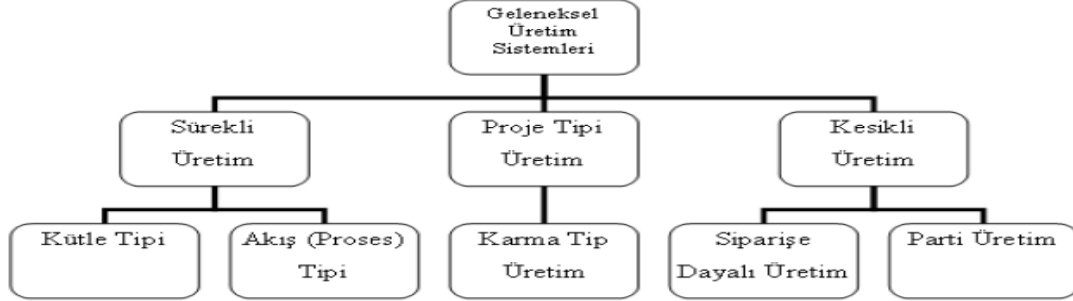 Geleneksel
Üretim
Sistemleri
Sürekli
Üretim
Proje Tipi
Üretim
Kesikli
Üretim
Kütle Tipi
Akış (Proses)
Tipi
Karma Tip
Üretim
Siparişe
Dayalı Üretim
Parti Üretim